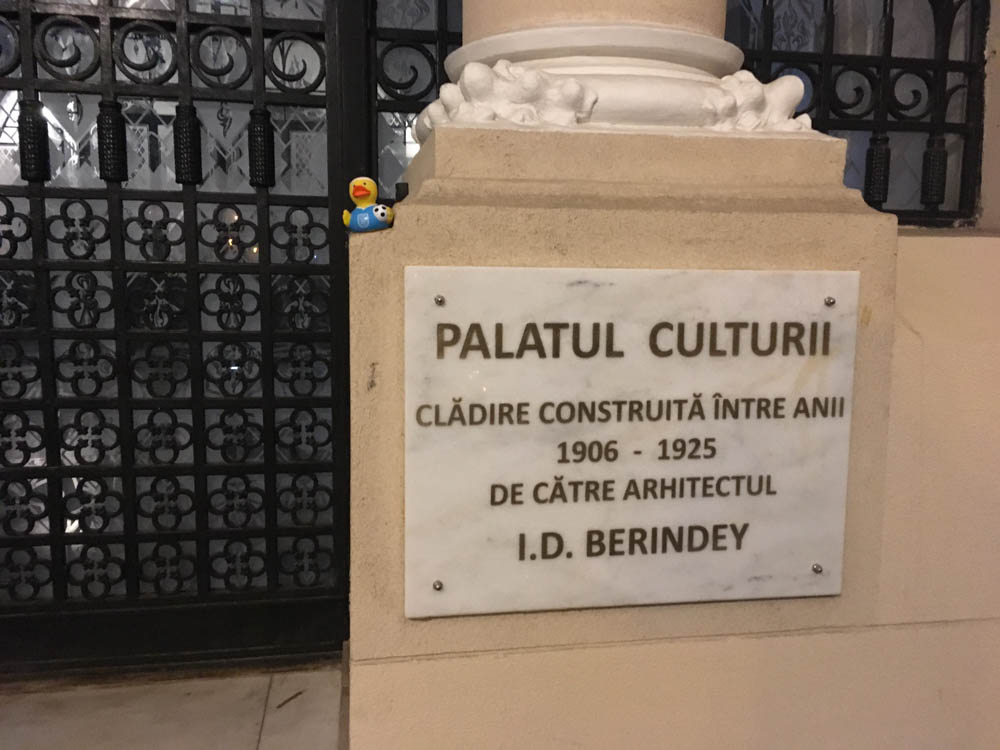 PALATUL CULTURII
CLĂDIRE CONSTRUITĂ ÎNTRE ANII
1906 - 1925
DE CĂTRE ARHITECTUL
I.D. BERINDEY